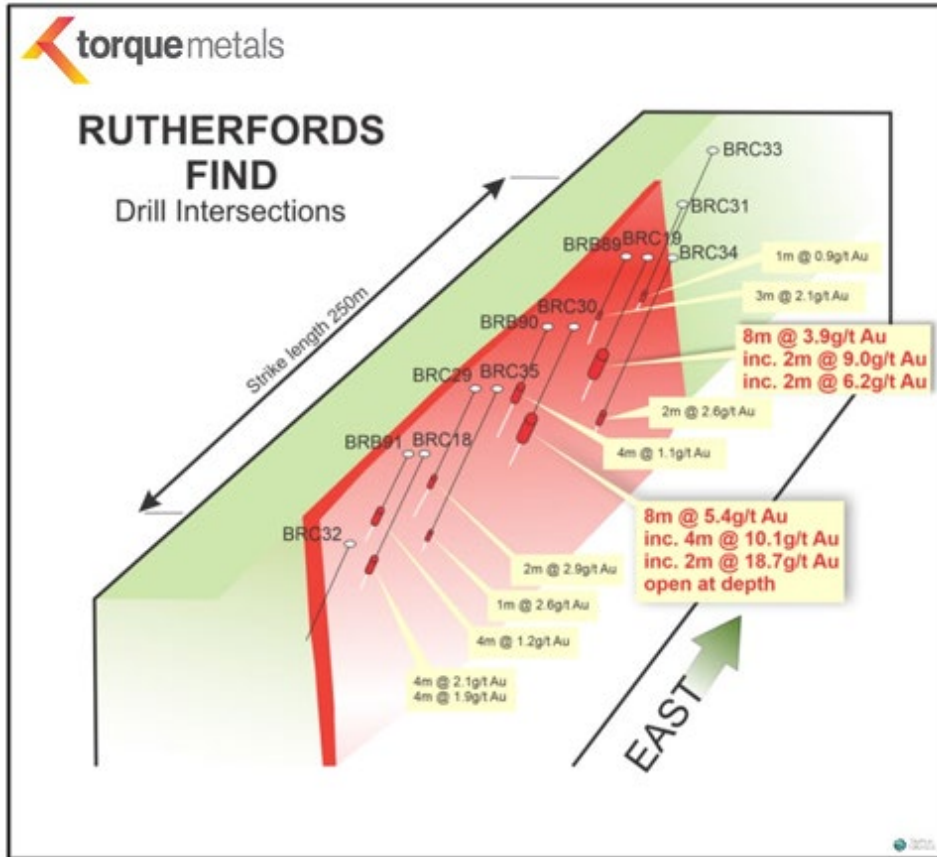 torquemetals
RUTHERFORDS
FIND
Drill Intersections
Strike length 250m
BRC33
BRC31
BRB89
BRC19
BRC34
1m @ 0.9g/t Au
3m @ 2.1g/t Au
BRB90
BRC30
8m @ 3.9g/t Au
inc. 2m @ 9.0g/t Au
inc. 2m @ 6.2g/t Au
BRC29
BRC35
2m @ 2.6g/t Au
4m @ 1.1g/t Au
BRB91
BRC18
8m @ 5.4g/t Au
inc. 4m @ 10.1g/t Au
inc. 2m @ 18.7g/t Au
open at depth
BRC32
2m @ 2.9g/t Au
1m @ 2.6g/t Au
4m @ 1.2g/t Au
4m @ 2.1g/t Au
4m @ 1.9g/t Au
EAST